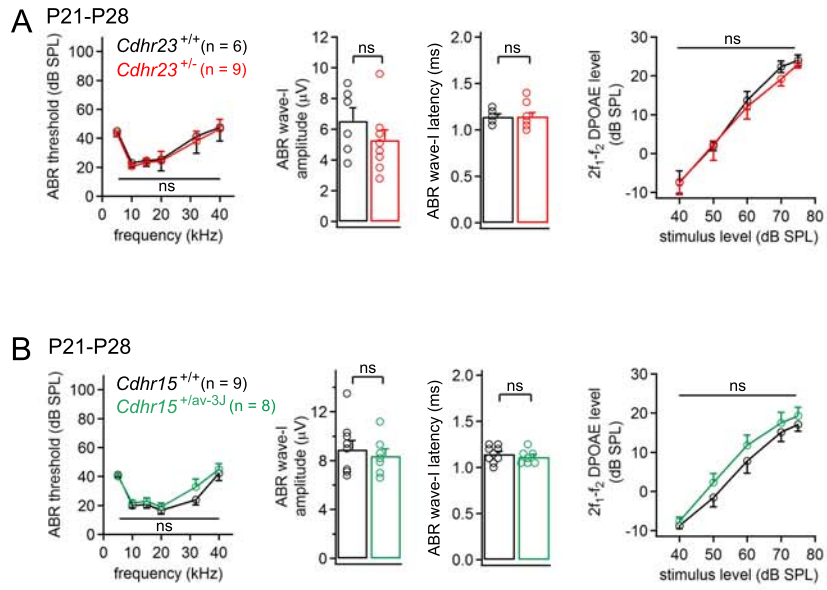 A P21-P28
Cdhr23+/+ (n = 6)
Cdhr23+/- (n = 9)
ABR threshold (dB SPL)
100
80
60
40
20
0
ns
0 10 20 30 40
frequency (kHz)
ABR wave-I
amplitude (μV)
12
10
8
6
4
2
0
ns
ABR wave-I latency (ms)
2.0
1.5
1.0
0.5
0.0
ns
2f1-f2 DPOAE level
(dB SPL)
30
20
10
0
-10
ns
40 50 60 70 80
stimulus level (dB SPL)
B P21-P28
Cdhr15+/+ (n = 9)
Cdhr15+/av-3J (n = 8)
ABR threshold (dB SPL)
100
80
60
40
20
0
ns
0 10 20 30 40
frequency (kHz)
ABR wave-I
amplitude (μV)
12
8
4
0
ns
ABR wave-I latency (ms)
2.0
1.5
1.0
0.5
0.0
ns
2f1-f2 DPOAE level
(dB SPL)
30
20
10
0
-10
ns
40 50 60 70 80
stimulus level (dB SPL)